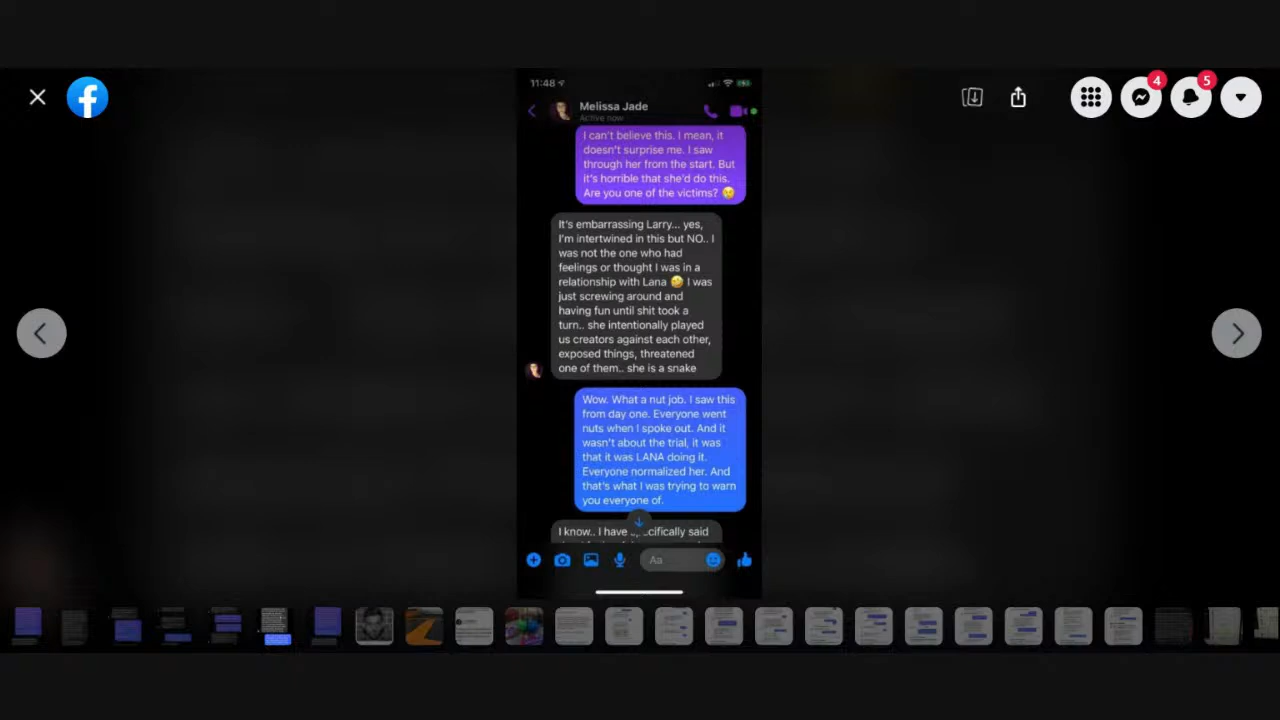 4
5
11:48
Melissa Jade
Active now
I can't believe this. I mean, it
doesn't surprise me. I saw
through her from the start. But
it's horrible that she'd do this.
Are you one of the victims? 😢
It's embarrassing Larry... yes,
I'm intertwined in this but NO.. I
was not the one who had
feelings or thought I was in a
relationship with Lana 🤣 I was
just screwing around and
having fun until shit took a
turn.. she intentionally played
us creators against each other,
exposed things, threatened
one of them.. she is a snake
Wow. What a nut job. I saw this
from day one. Everyone went
nuts when I spoke out. And it
wasn't about the trial, it was
that it was LANA doing it.
Everyone normalized her. And
that's what I was trying to warn
you everyone of.
I know.. I have specifically said
Aa